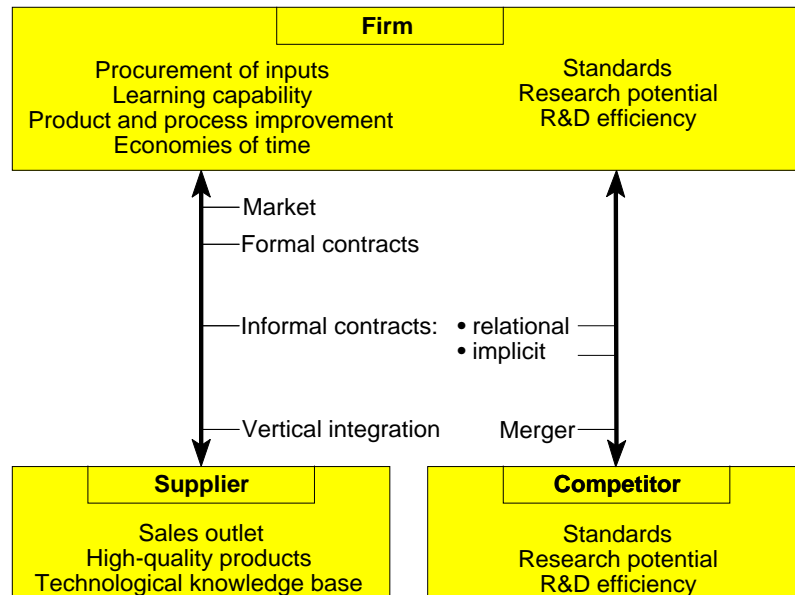 Firm
Procurement of inputs
Learning capability
Product and process improvement
Economies of time
Standards
Research potential
R&D efficiency
Market
Formal contracts
Informal contracts: • relational
• implicit
Vertical integration
Merger
Supplier
Sales outlet
High-quality products
Technological knowledge base
Competitor
Standards
Research potential
R&D efficiency